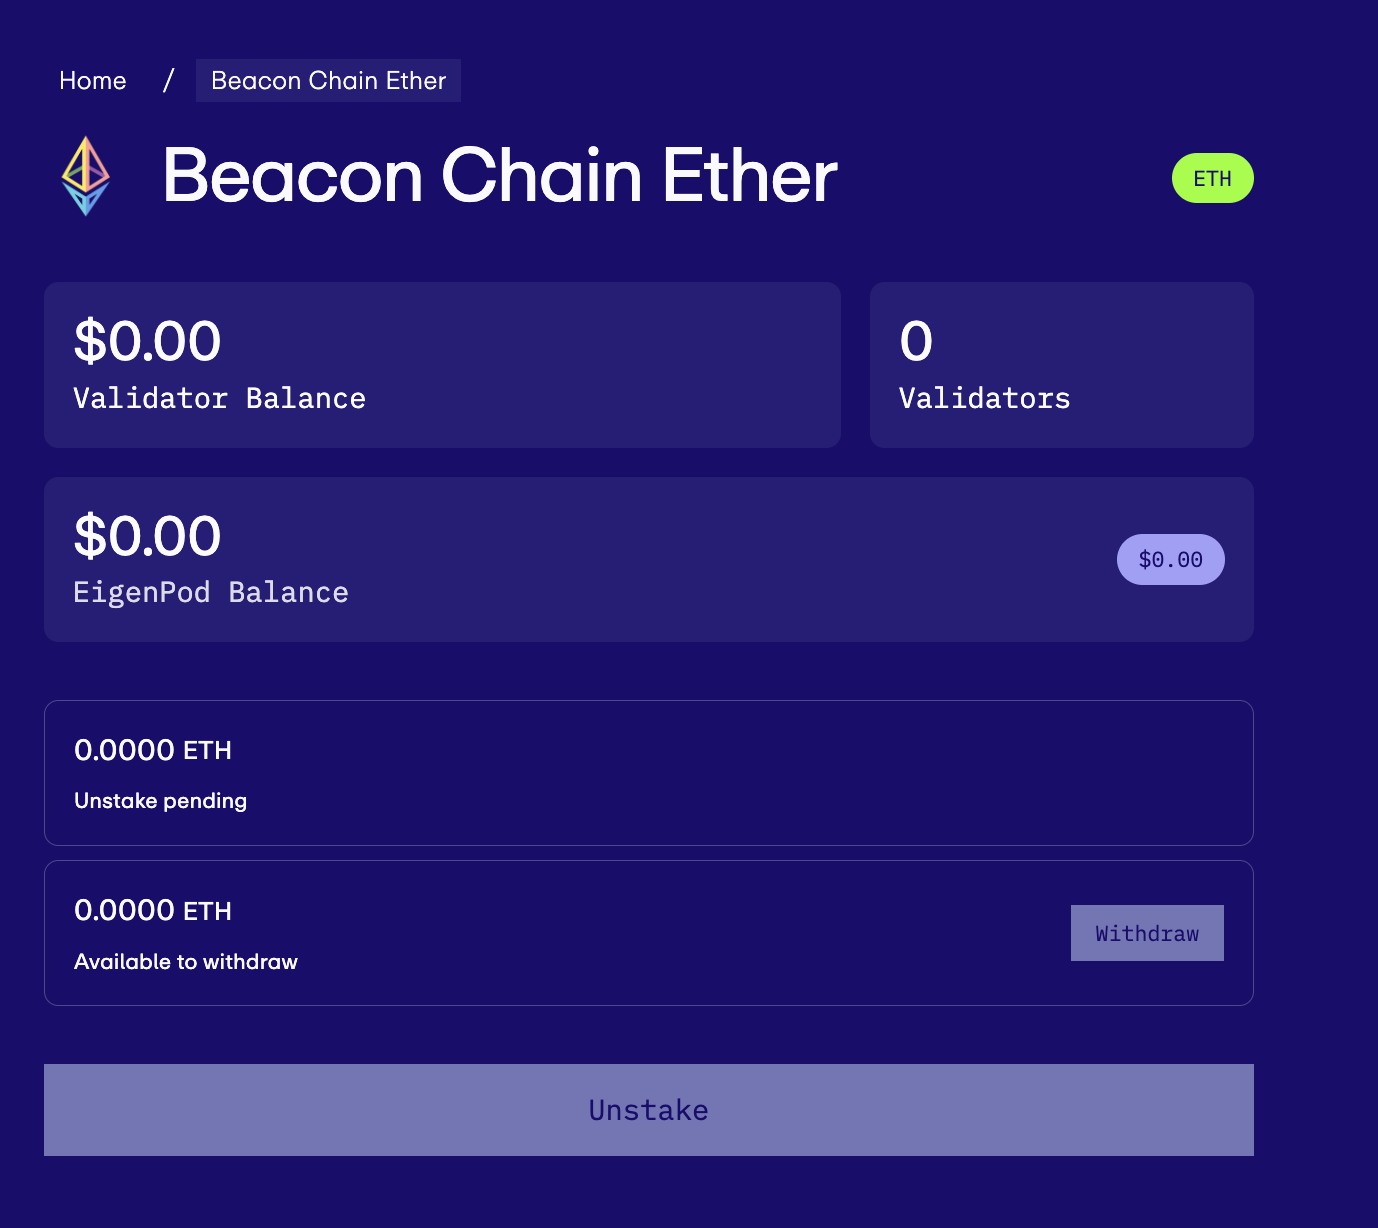 Home / Beacon Chain Ether
Beacon Chain Ether
ETH
$0.00
Validator Balance
0
Validators
$0.00
EigenPod Balance
$0.00
0.0000 ETH
Unstake pending
0.0000 ETH
Available to withdraw
Withdraw
Unstake